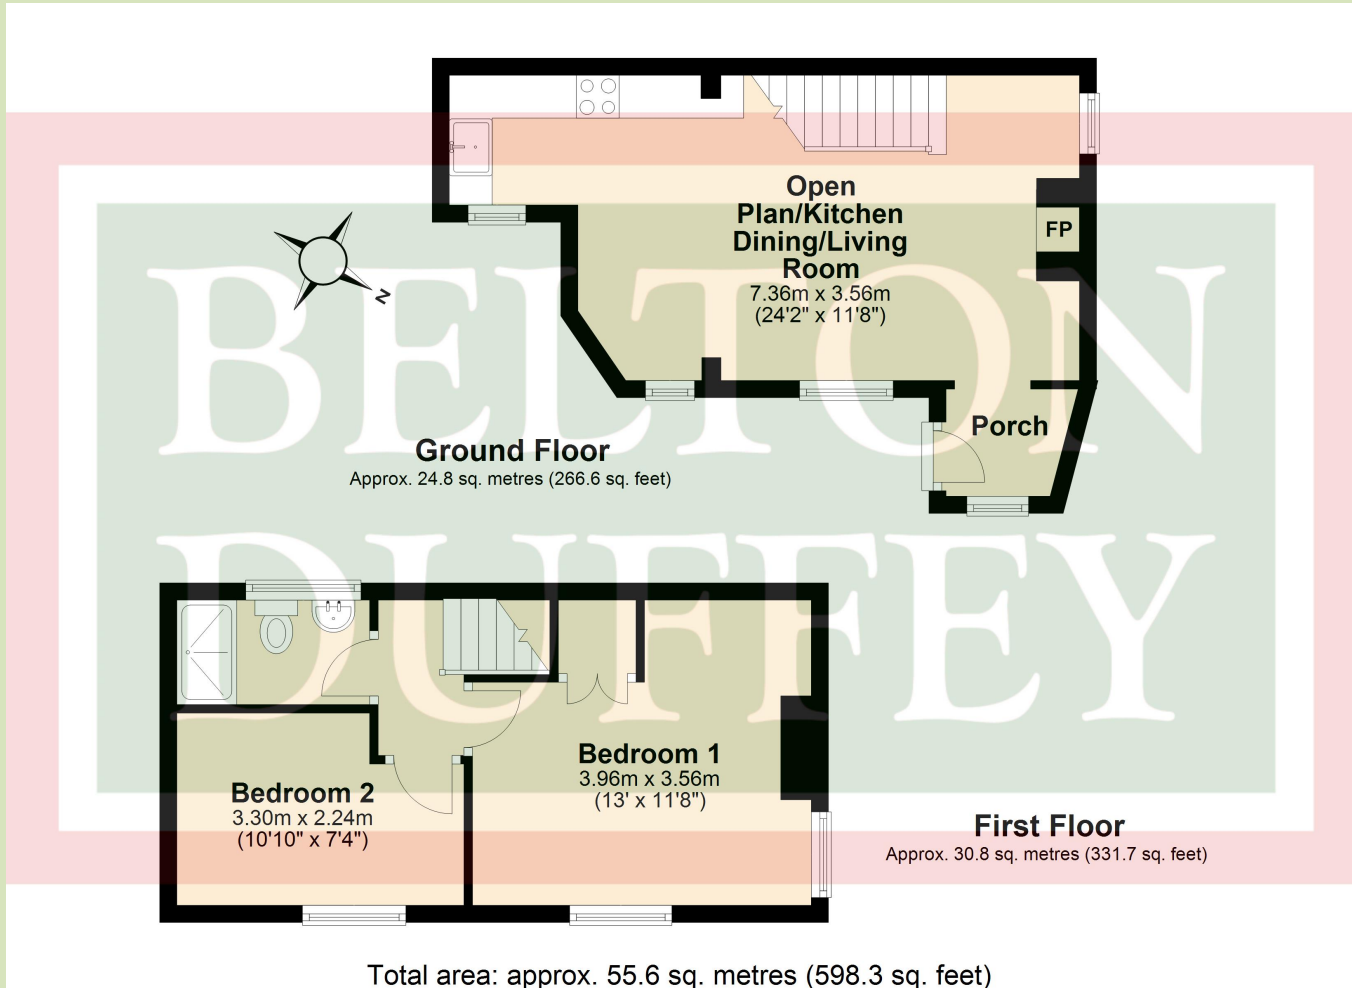 Open
Plan/Kitchen
Dining/Living
Room
7.36m x 3.56m
(24'2" x 11'8")
FP
N
Porch
Ground Floor
Approx. 24.8 sq. metres (266.6 sq. feet)
BELTON
DUFFEY
Bedroom 1
3.96m x 3.56m
(13' x 11'8")
Bedroom 2
3.30m x 2.24m
(10'10" x 7'4")
First Floor
Approx. 30.8 sq. metres (331.7 sq. feet)
Total area: approx. 55.6 sq. metres (598.3 sq. feet)